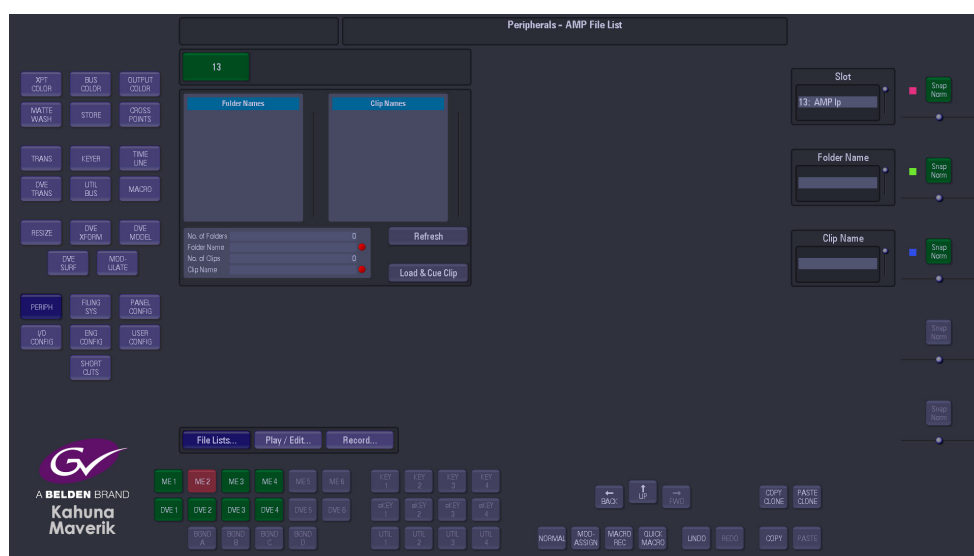 Peripherals - AMP File List
13
XPT
COLOR
BUS
COLOR
OUTPUT
COLOR
MATTE
WASH
STORE
CROSS
POINTS
TRANS
KEYER
TIME
LINE
DVE
TRANS
UTIL
BUS
MACRO
RESIZE
DVE
XFORM
DVE
MODEL
DVE
SURF
MOD-
ULATE
PERIPH
FILING
SYS
PANEL
CONFIG
I/O
CONFIG
ENG
CONFIG
USER
CONFIG
SHORT
CUTS
Folder Names
Clip Names
No. of Folders 0
Folder Name
No. of Clips 0
Clip Name
Refresh
Load & Cue Clip
Slot
13: AMP Ip
Snap
Norm
Folder Name
Snap
Norm
Clip Name
Snap
Norm
Snap
Norm
Snap
Norm
File Lists...
Play / Edit...
Record...
GV
A BELDEN BRAND
Kahuna
Maverik
ME 1
ME 2
ME 3
ME 4
ME 5
ME 6
KEY
1
KEY
2
KEY
3
KEY
4
DVE 1
DVE 2
DVE 3
DVE 4
DVE 5
DVE 6
eKEY
1
eKEY
2
eKEY
3
eKEY
4
BGND
A
BGND
B
BGND
C
BGND
D
UTIL
1
UTIL
2
UTIL
3
UTIL
4
BACK
UP
FWD
COPY
CLONE
PASTE
CLONE
NORMAL
MOD-
ASSIGN
MACRO
REC
QUICK
MACRO
UNDO
REDO
COPY
PASTE